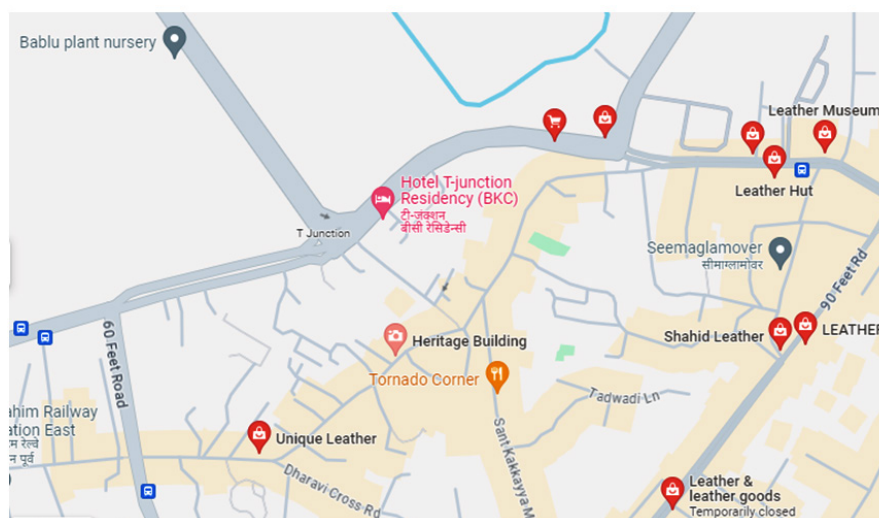 Bablu plant nursery
Leather Museum
Hotel T-junction
Residency (BKC)
टी-जंक्शन
बीसी रेसिडेन्सी
Leather Hut
T Junction
Seemaglamover
सीमाग्लामोवर
90 Feet Rd
60 Feet Road
Heritage Building
Shahid Leather
LEATHER
Tornado Corner
Tadwadi Ln
ahim Railway
ation East
म रेल्वे
न पूर्व
Unique Leather
Sant Kakkayya M
Dharavi Cross Rd
Leather &
leather goods
Temporarily closed